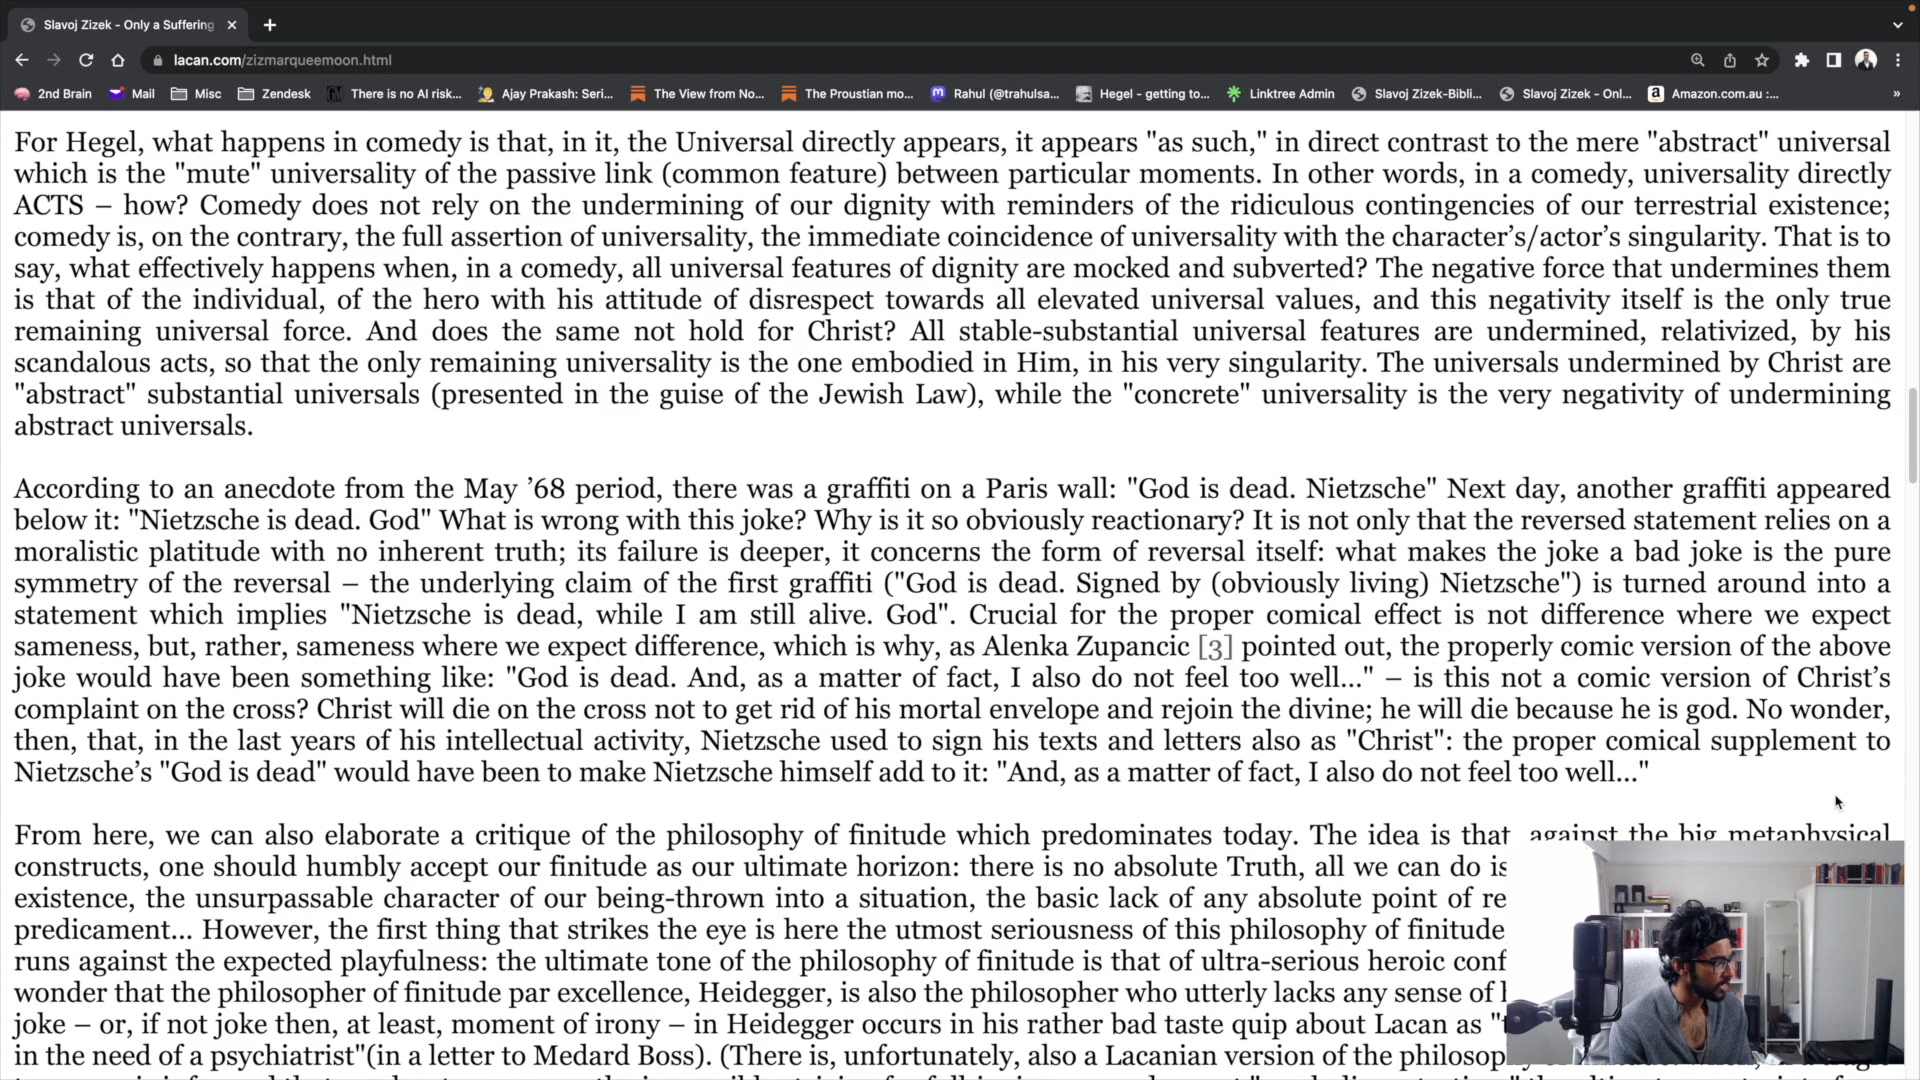 Slavoj Zizek - Only a Suffering
lacan.com/zizmarqueemoon.html
2nd Brain Mail Misc Zendesk There is no AI risk... Ajay Prakash: Seri... The View from No... The Proustian mo... Rahul (@trahulsa... Hegel - getting to... Linktree Admin Slavoj Zizek-Bibli... Slavoj Zizek - Onl... Amazon.com.au :... »
For Hegel, what happens in comedy is that, in it, the Universal directly appears, it appears "as such," in direct contrast to the mere "abstract" universal
which is the "mute" universality of the passive link (common feature) between particular moments. In other words, in a comedy, universality directly
ACTS – how? Comedy does not rely on the undermining of our dignity with reminders of the ridiculous contingencies of our terrestrial existence;
comedy is, on the contrary, the full assertion of universality, the immediate coincidence of universality with the character’s/actor’s singularity. That is to
say, what effectively happens when, in a comedy, all universal features of dignity are mocked and subverted? The negative force that undermines them
is that of the individual, of the hero with his attitude of disrespect towards all elevated universal values, and this negativity itself is the only true
remaining universal force. And does the same not hold for Christ? All stable-substantial universal features are undermined, relativized, by his
scandalous acts, so that the only remaining universality is the one embodied in Him, in his very singularity. The universals undermined by Christ are
"abstract" substantial universals (presented in the guise of the Jewish Law), while the "concrete" universality is the very negativity of undermining
abstract universals.
According to an anecdote from the May ’68 period, there was a graffiti on a Paris wall: "God is dead. Nietzsche" Next day, another graffiti appeared
below it: "Nietzsche is dead. God" What is wrong with this joke? Why is it so obviously reactionary? It is not only that the reversed statement relies on a
moralistic platitude with no inherent truth; its failure is deeper, it concerns the form of reversal itself: what makes the joke a bad joke is the pure
symmetry of the reversal – the underlying claim of the first graffiti ("God is dead. Signed by (obviously living) Nietzsche") is turned around into a
statement which implies "Nietzsche is dead, while I am still alive. God". Crucial for the proper comical effect is not difference where we expect
sameness, but, rather, sameness where we expect difference, which is why, as Alenka Zupancic [3] pointed out, the properly comic version of the above
joke would have been something like: "God is dead. And, as a matter of fact, I also do not feel too well..." – is this not a comic version of Christ’s
complaint on the cross? Christ will die on the cross not to get rid of his mortal envelope and rejoin the divine; he will die because he is god. No wonder,
then, that, in the last years of his intellectual activity, Nietzsche used to sign his texts and letters also as "Christ": the proper comical supplement to
Nietzsche’s "God is dead" would have been to make Nietzsche himself add to it: "And, as a matter of fact, I also do not feel too well..."
From here, we can also elaborate a critique of the philosophy of finitude which predominates today. The idea is that against the big metaphysical
constructs, one should humbly accept our finitude as our ultimate horizon: there is no absolute Truth, all we can do is
existence, the unsurpassable character of our being-thrown into a situation, the basic lack of any absolute point of re
predicament... However, the first thing that strikes the eye is here the utmost seriousness of this philosophy of finitude
runs against the expected playfulness: the ultimate tone of the philosophy of finitude is that of ultra-serious heroic conf
wonder that the philosopher of finitude par excellence, Heidegger, is also the philosopher who utterly lacks any sense of
joke – or, if not joke then, at least, moment of irony – in Heidegger occurs in his rather bad taste quip about Lacan as
in the need of a psychiatrist"(in a letter to Medard Boss). (There is, unfortunately, also a Lacanian version of the philosop